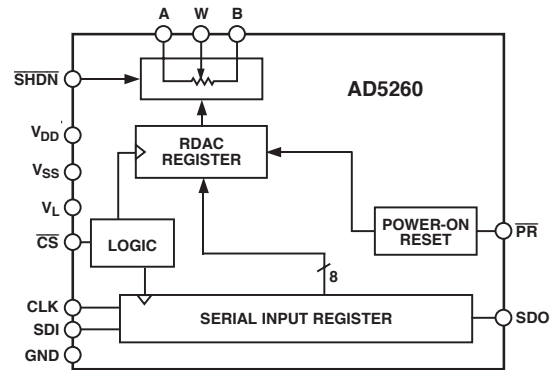 A W B
SHDN
AD5260
VDD
RDAC
REGISTER
VSS
VL
POWER-ON
RESET
PR
CS
LOGIC
8
CLK
SERIAL INPUT REGISTER
SDO
SDI
GND